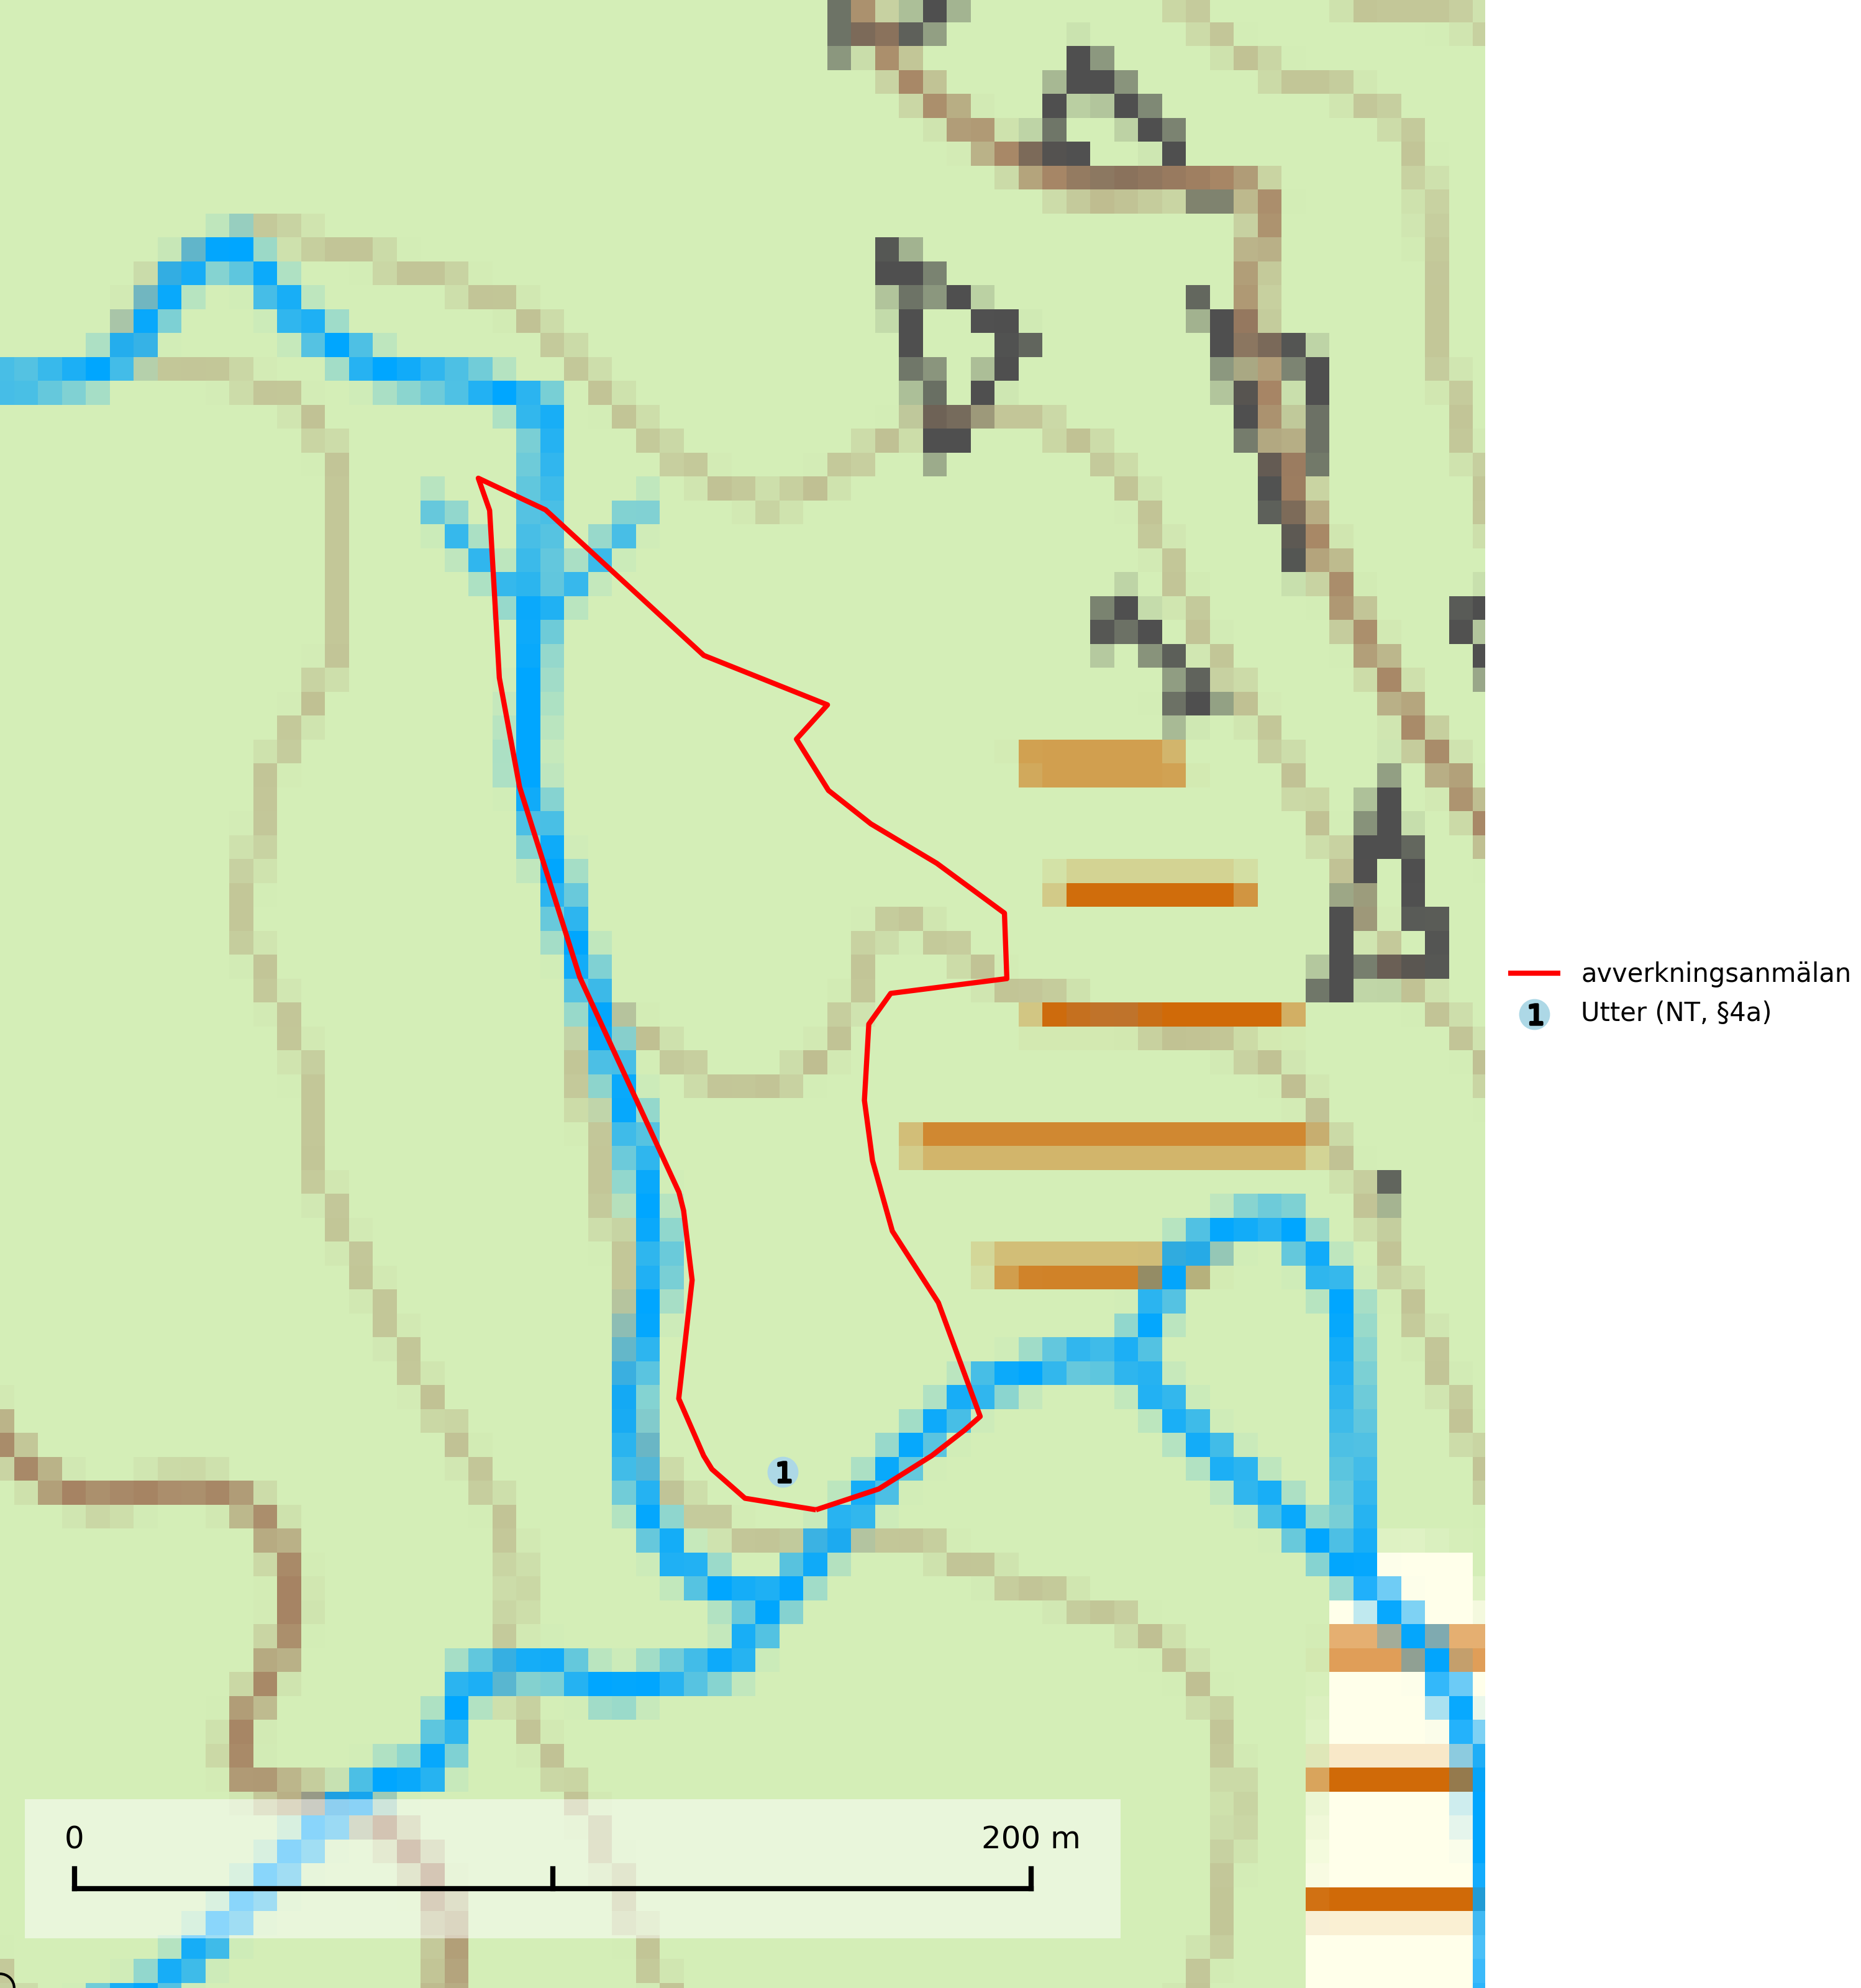 avverkningsanmälan
1 Utter (NT, §4a)
1
0 200 m